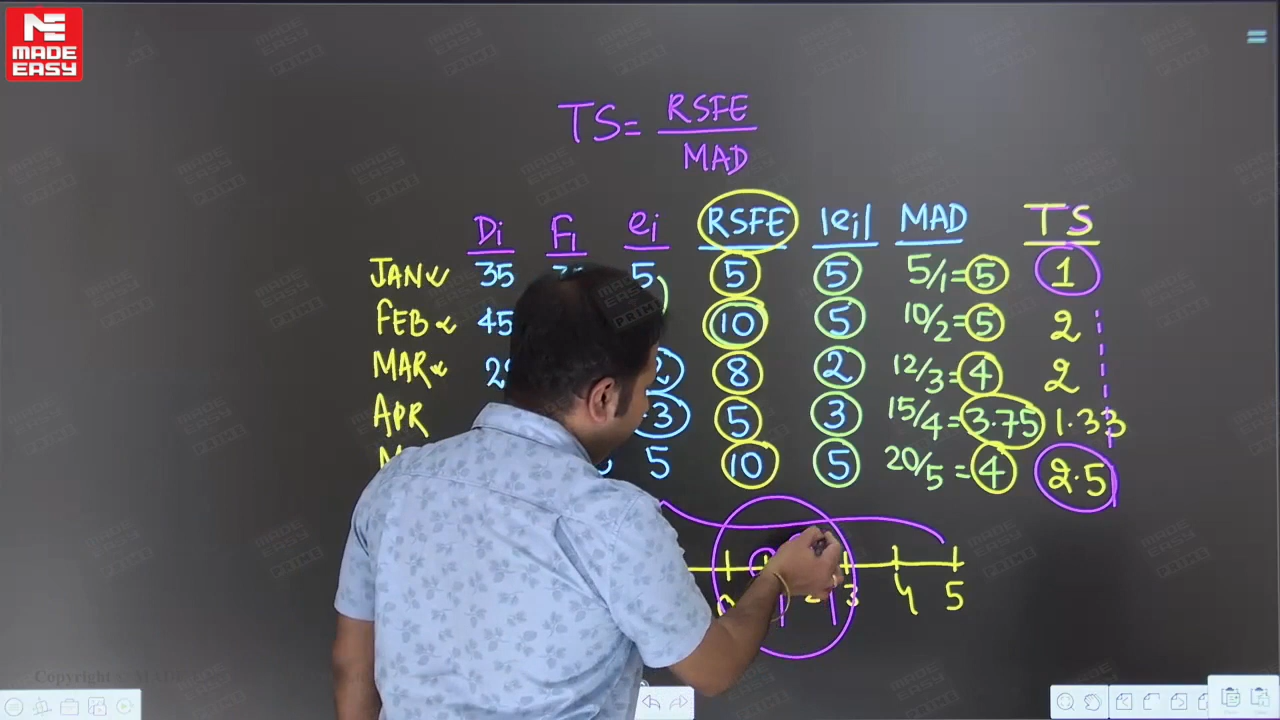 ME
MADE
EASY
TS = RSFE
MAD
Di Fi ei RSFE |ei| MAD TS
JAN 35 5 5 5 5/1 = 5 1
FEB 45 10 5 10/2 = 5 2
MAR 8 2 12/3 = 4 2
APR 3 5 3 15/4 = 3.75 1.33
5 10 5 20/5 = 4 2.5
3 4 5